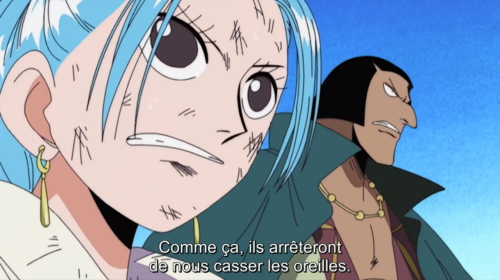 Comme ça, ils arrêteront
de nous casser les oreilles.